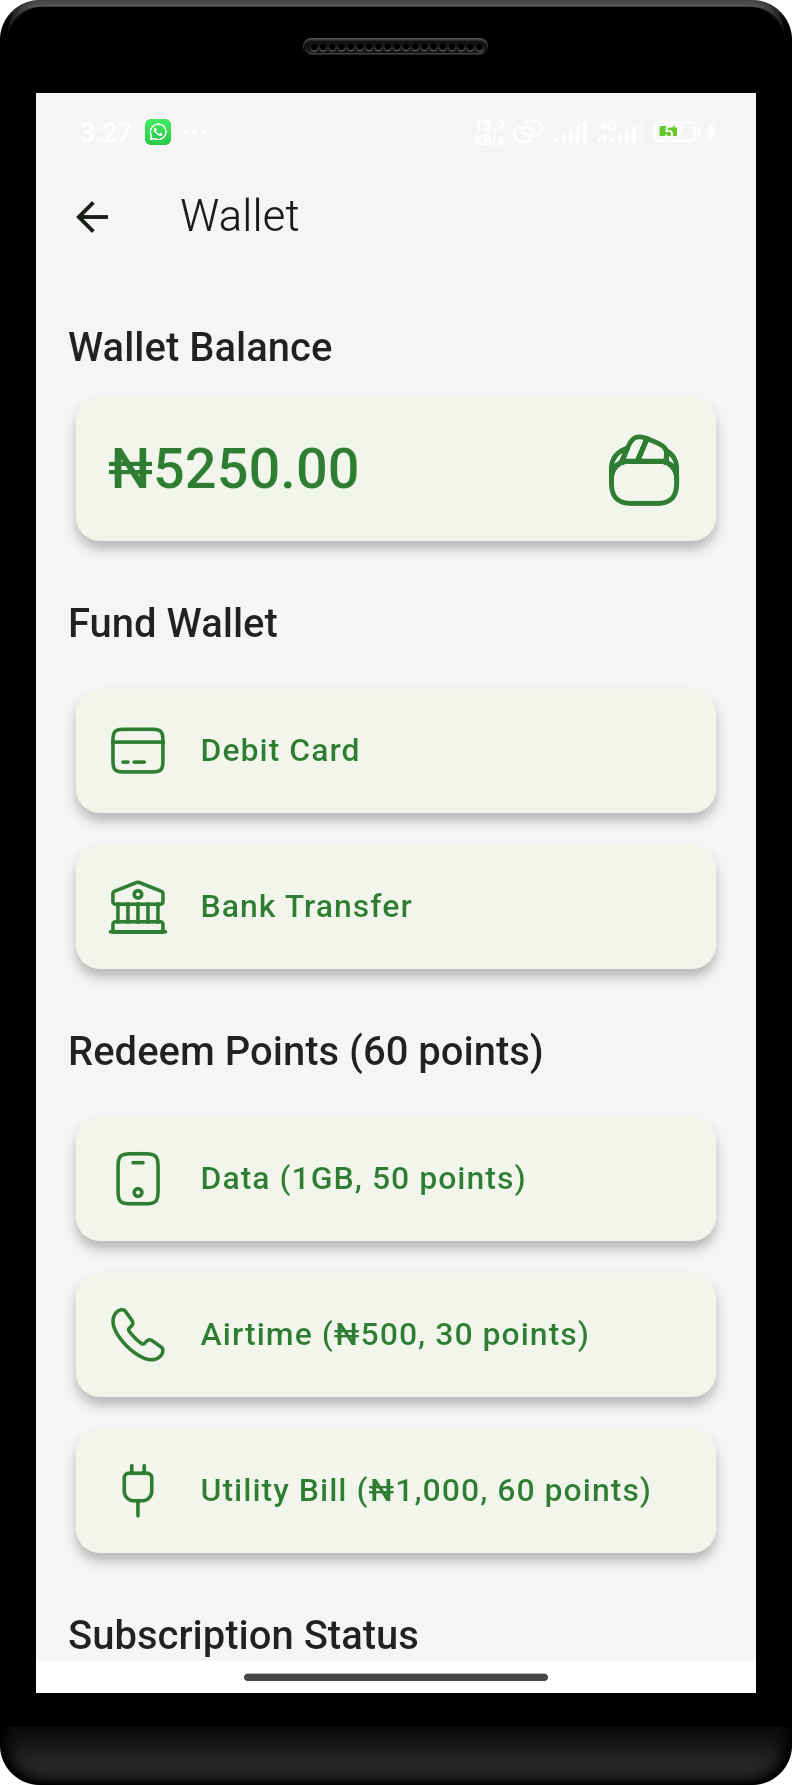 3:27 ... 13.9 KB/s 4G 57
Wallet
Wallet Balance
₦5250.00
Fund Wallet
Debit Card
Bank Transfer
Redeem Points (60 points)
Data (1GB, 50 points)
Airtime (₦500, 30 points)
Utility Bill (₦1,000, 60 points)
Subscription Status